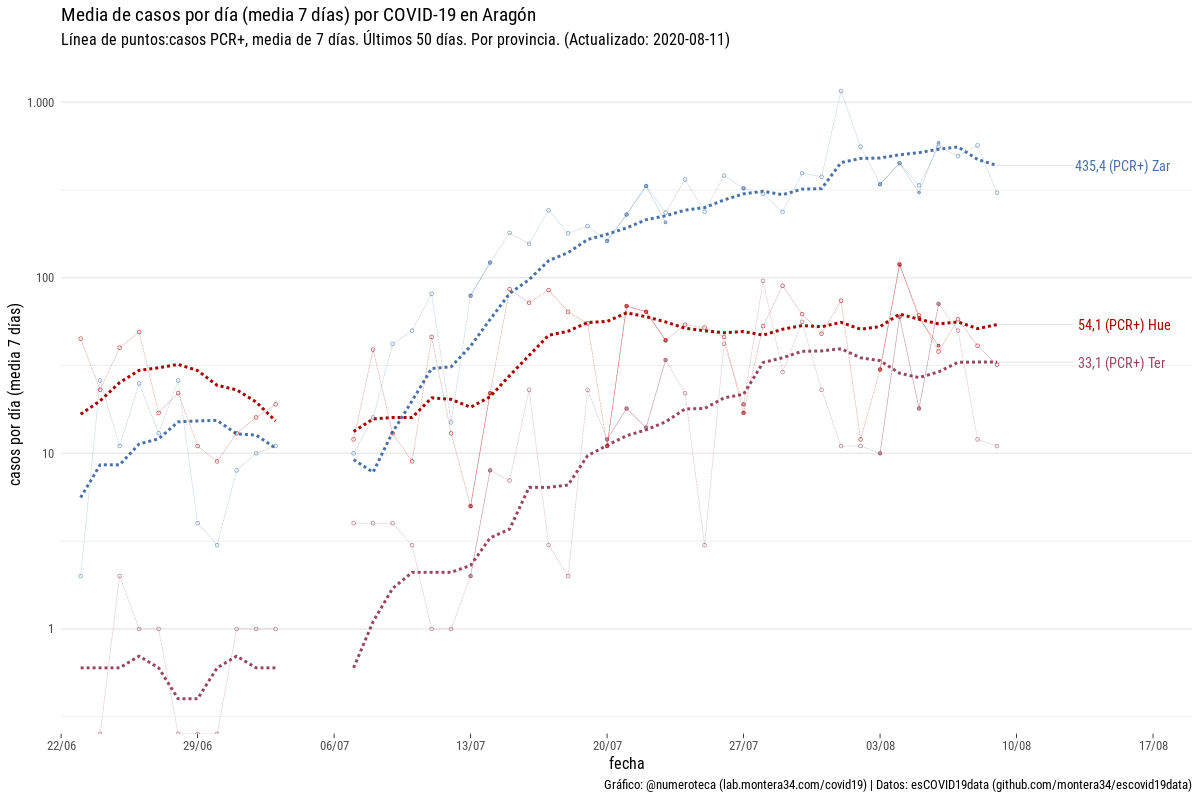 Media de casos por día (media 7 días) por COVID-19 en Aragón
Línea de puntos:casos PCR+, media de 7 días. Últimos 50 días. Por provincia. (Actualizado: 2020-08-11)
casos por día (media 7 días)
1.000
100
10
1
435,4 (PCR+) Zar
54,1 (PCR+) Hue
33,1 (PCR+) Ter
22/06
29/06
06/07
13/07
20/07
27/07
03/08
10/08
17/08
fecha
Gráfico: @numeroteca (lab.montera34.com/covid19) | Datos: esCOVID19data (github.com/montera34/escovid19data)